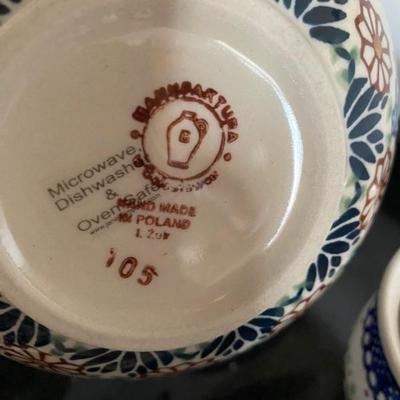 MANUFAKTURA
Microwave,
Dishwasher
&
Oven Safe
HAND MADE
IN POLAND
105